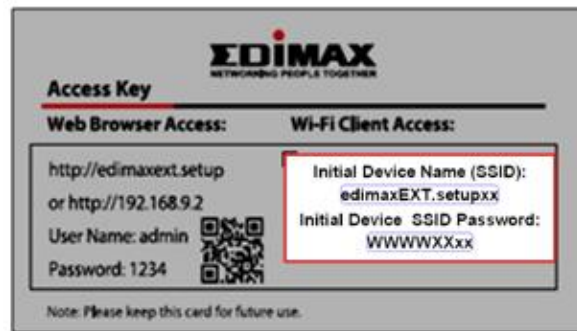 EDIMAX
NETWORKING PEOPLE TOGETHER
Access Key
Web Browser Access:
http://edimaxext.setup
or http://192.168.9.2
User Name: admin
Password: 1234
Wi-Fi Client Access:
Initial Device Name (SSID):
edimaxEXT.setupxx
Initial Device SSID Password:
WWWWXXxx
Note: Please keep this card for future use.